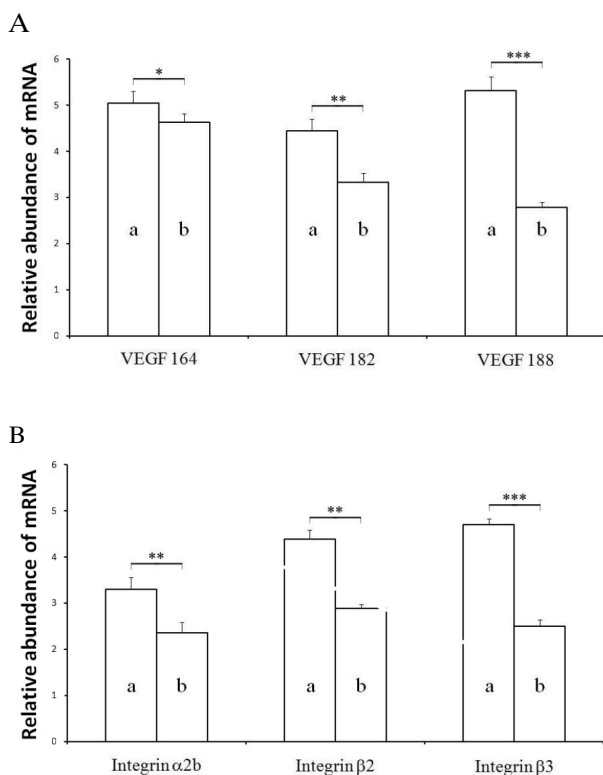 A
Relative abundance of mRNA
6
5
4
3
2
1
0
*
**
***
a b a b a b
VEGF 164 VEGF 182 VEGF 188
B
Relative abundance of mRNA
6
5
4
3
2
1
0
**
**
***
a b a b a b
Integrin α2b Integrin β2 Integrin β3